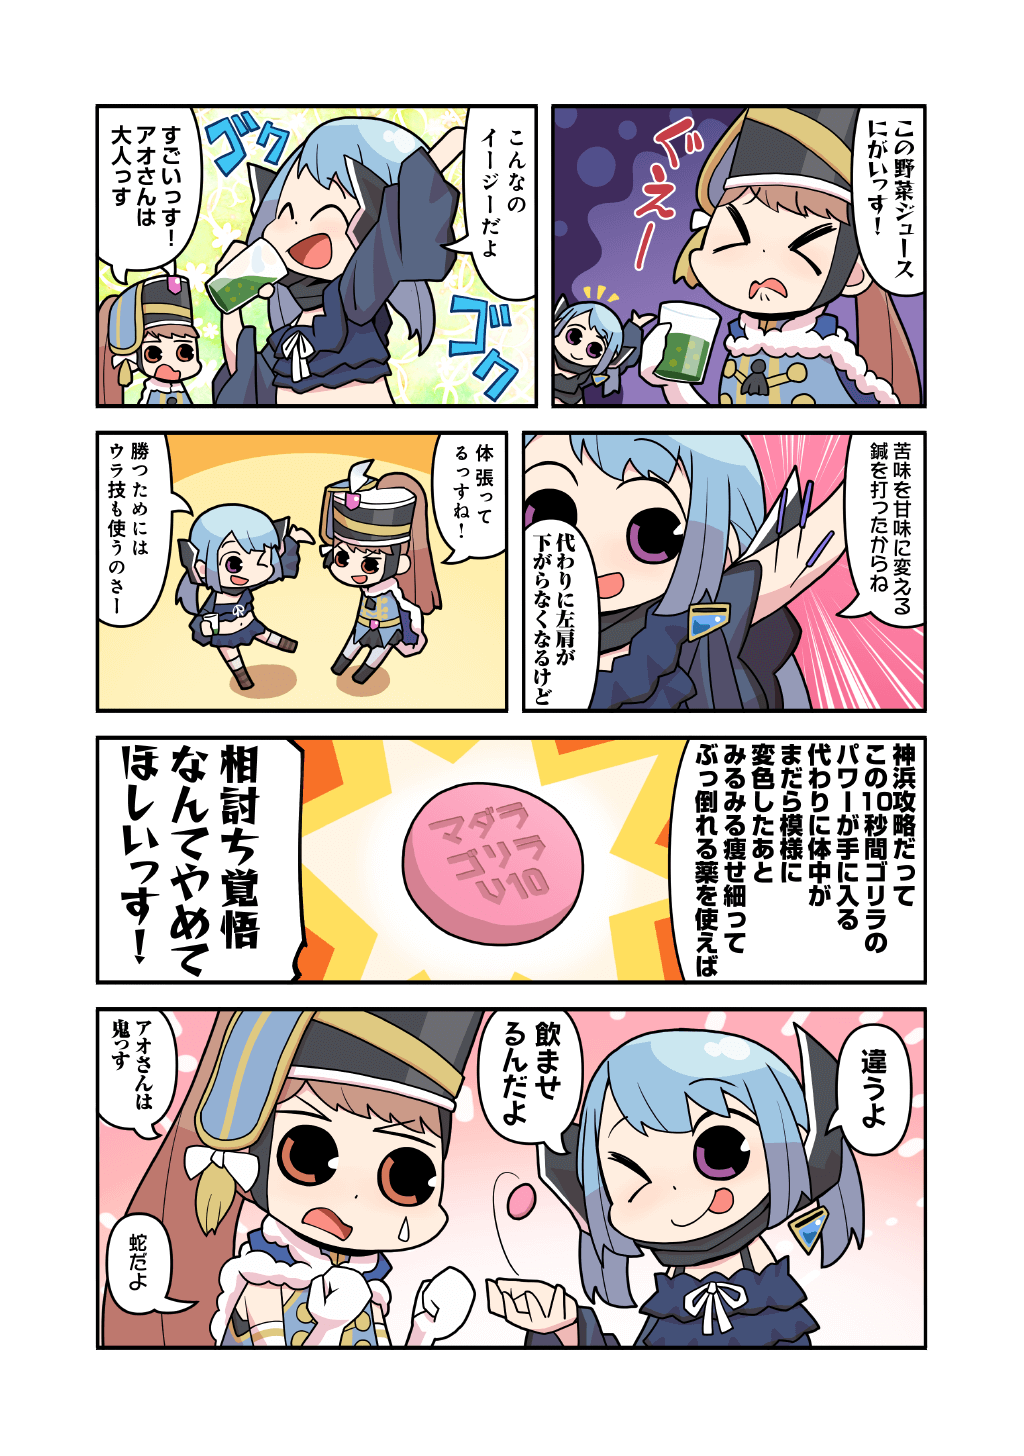 この野菜ジュース
にがいっす!
ぐえー
こんなの
イージーだよ
ゴク
ゴク
すごいっす!
アオさんは
大人っす
苦味を甘味に変える
鍼を打ったからね
代わりに左肩が
下がらなくなるけど
体張って
るっすね!
勝つためには
ウラ技も使うのさー
神浜攻略だって
この10秒間ゴリラの
パワーが手に入る
代わりに体中が
まだら模様に
変色したあと
みるみる痩せ細って
ぶっ倒れる薬を使えば
マダラ
ゴリラ
V10
相討ち覚悟
なんてやめて
ほしいっす!
違うよ
飲ませ
るんだよ
アオさんは
鬼っす
蛇だよ